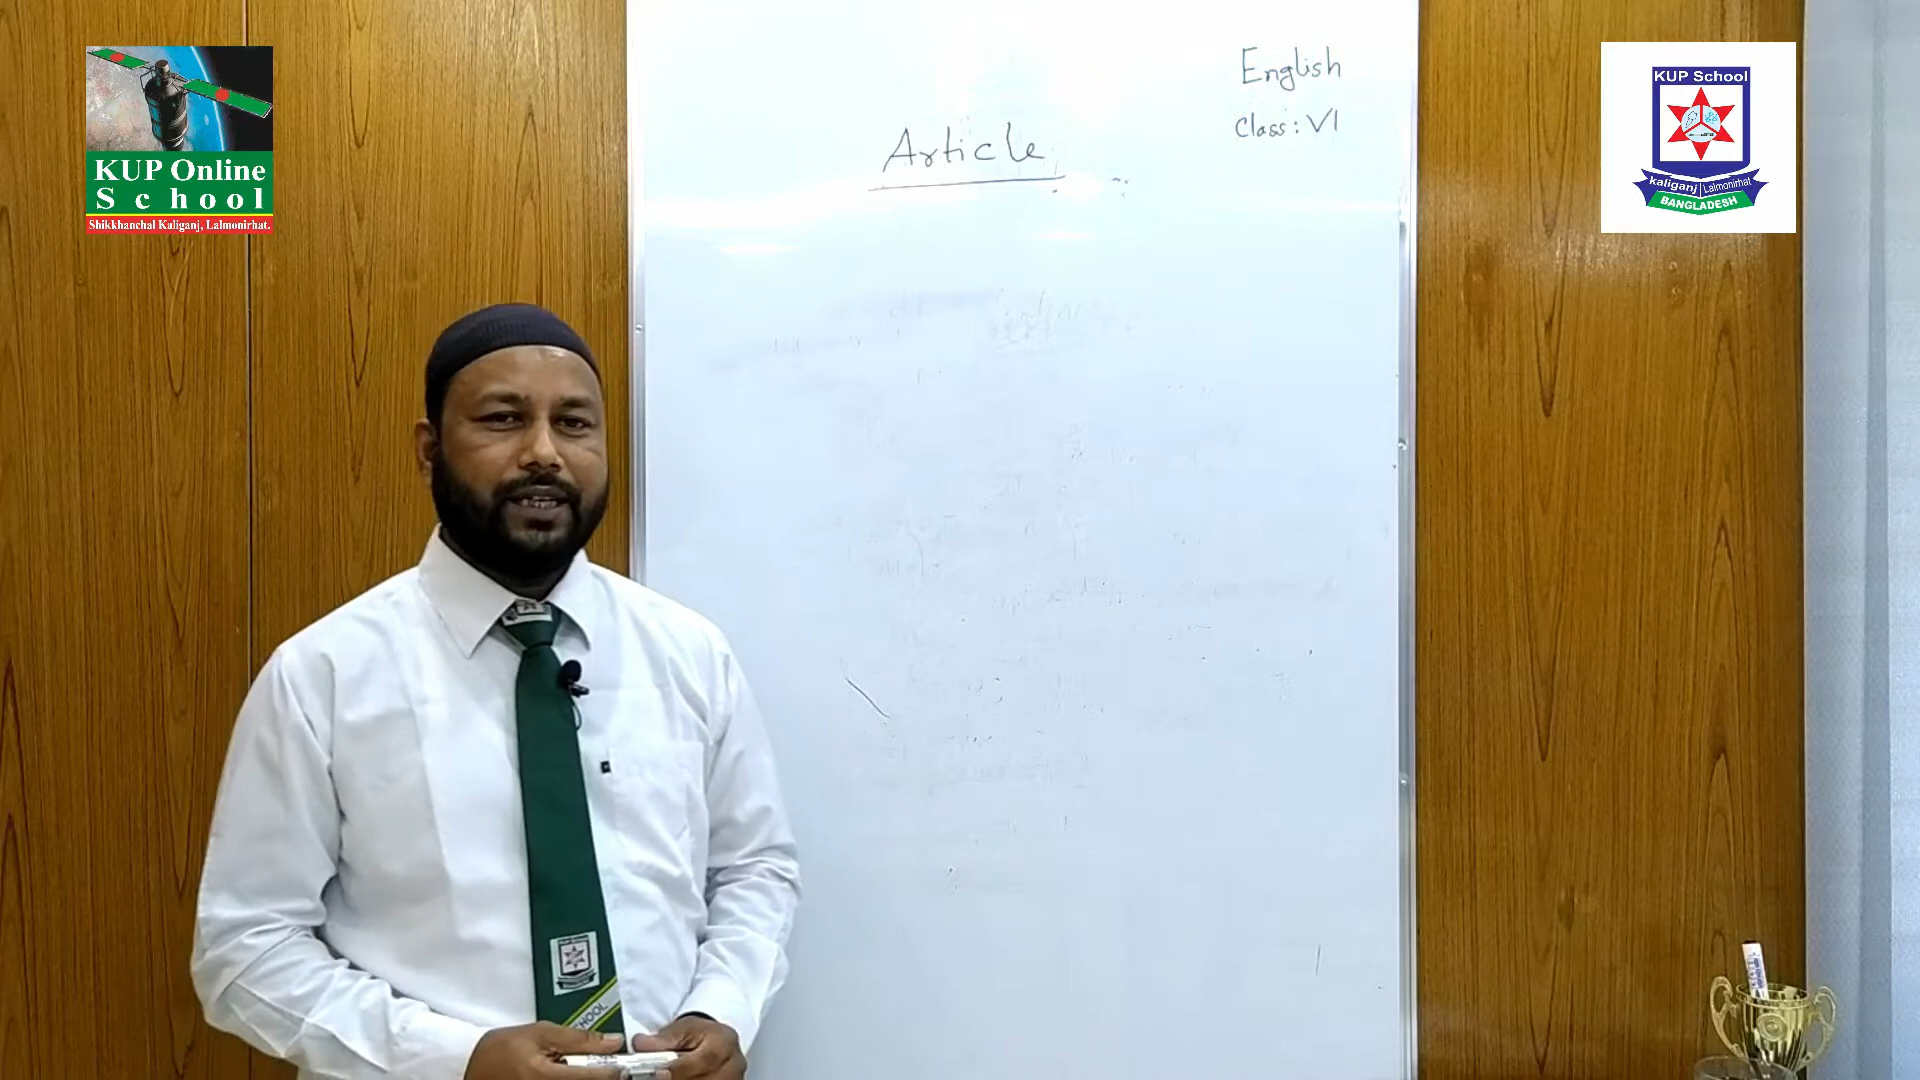 KUP Online
School
Shikkhanchal Kaliganj, Lalmonirhat.
Article
English
Class: VI
KUP School
Kaliganj Lalmonirhat
BANGLADESH